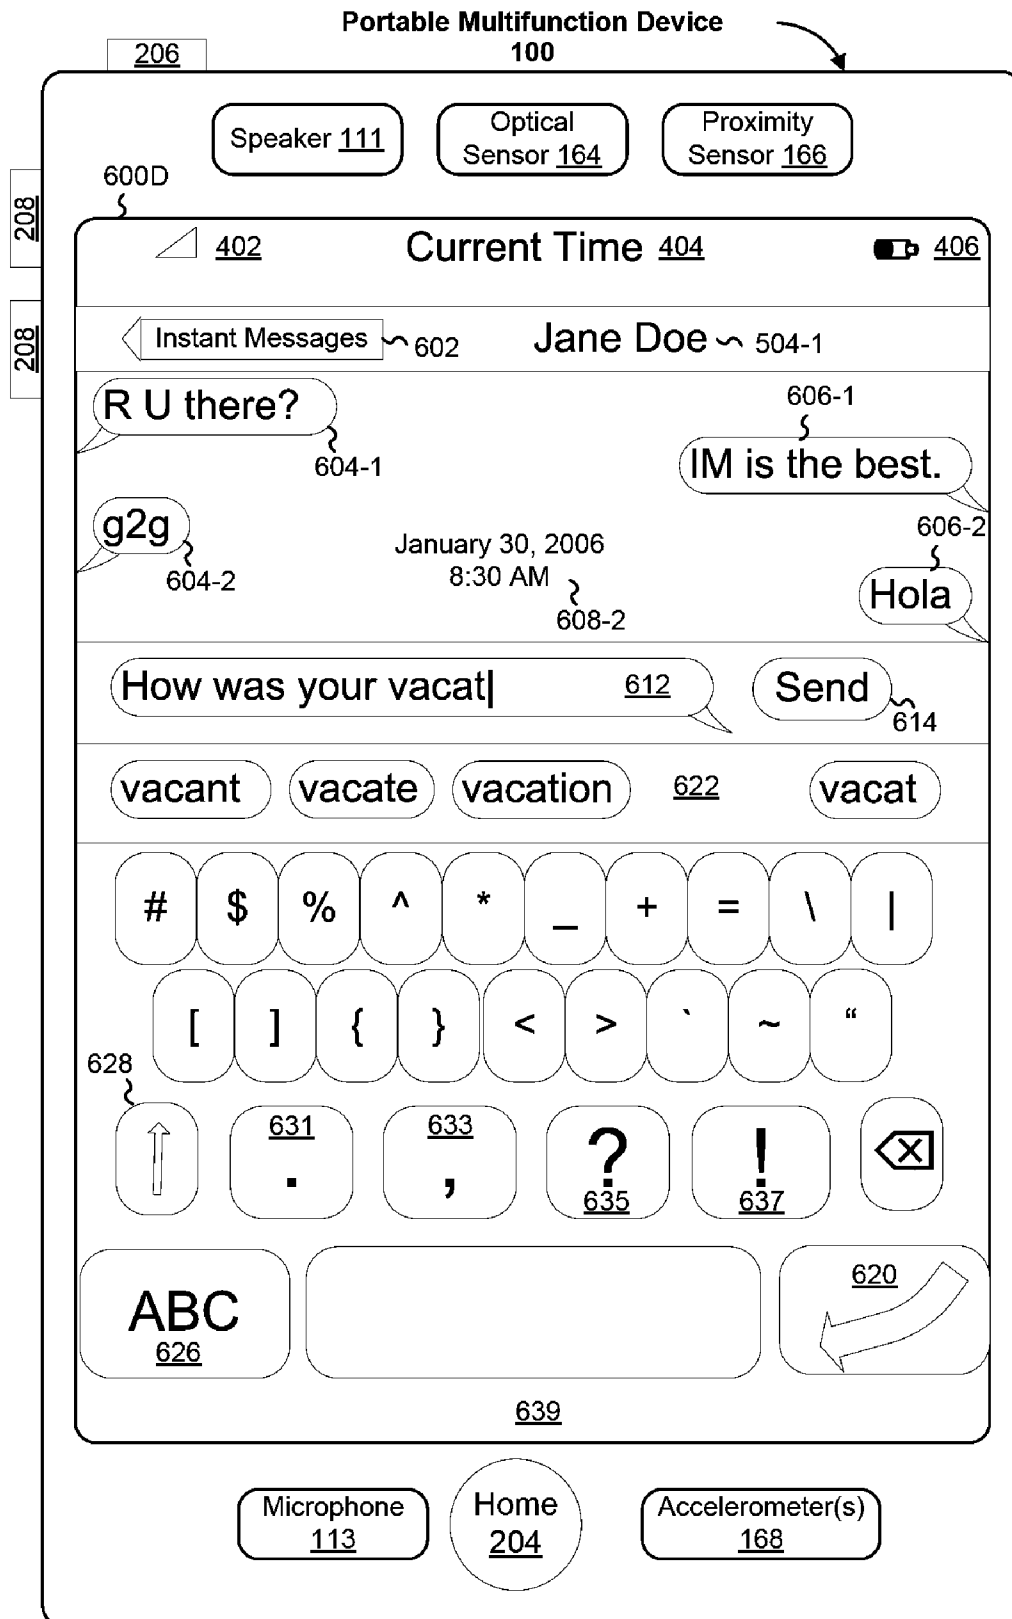 Portable Multifunction Device
100
206
Speaker 111
Optical
Sensor 164
Proximity
Sensor 166
600D
208
402
Current Time 404
406
208
Instant Messages
602
Jane Doe
504-1
R U there?
606-1
604-1
IM is the best.
g2g
606-2
January 30, 2006
604-2
8:30 AM
Hola
608-2
How was your vacat|
612
Send
614
vacant
vacate
vacation
622
vacat
# $ % ^ * _ + = \ |
[ ] { } < > ` ~ “
628
631
.
633
,
?
635
!
637
ABC
626
620
639
Microphone
113
Home
204
Accelerometer(s)
168